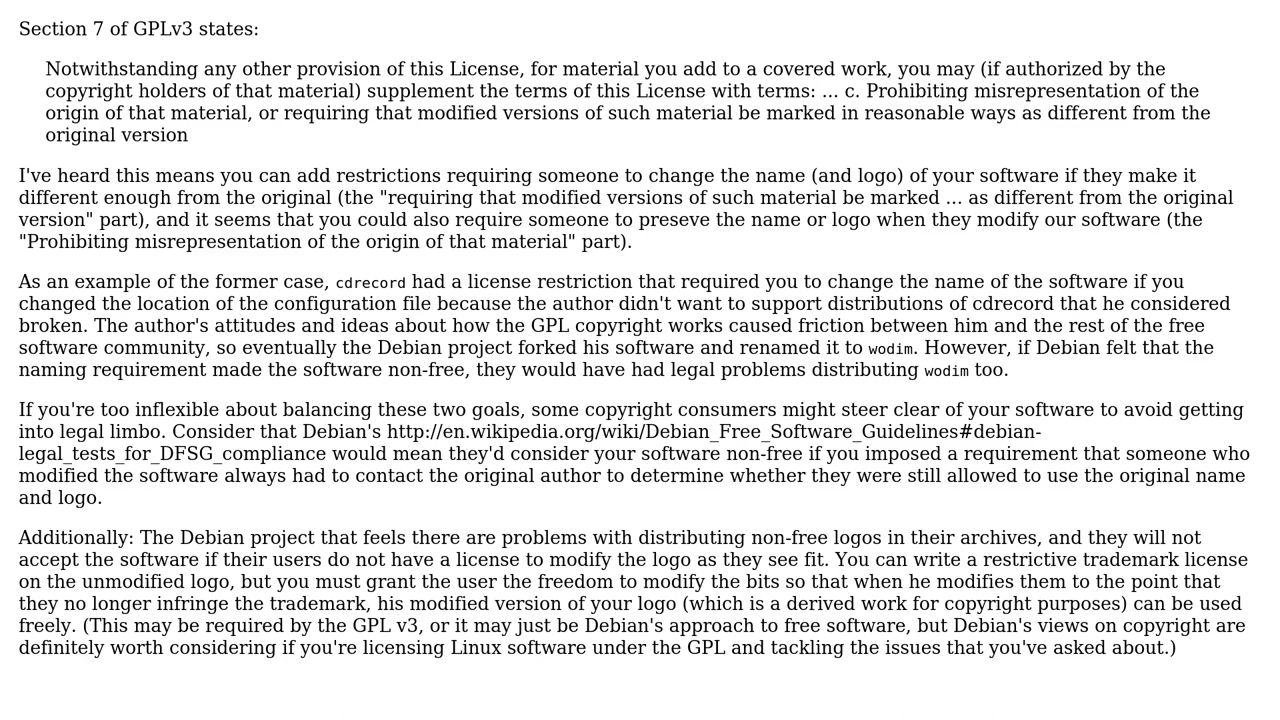 Section 7 of GPLv3 states:
Notwithstanding any other provision of this License, for material you add to a covered work, you may (if authorized by the
copyright holders of that material) supplement the terms of this License with terms: ... c. Prohibiting misrepresentation of the
origin of that material, or requiring that modified versions of such material be marked in reasonable ways as different from the
original version
I've heard this means you can add restrictions requiring someone to change the name (and logo) of your software if they make it
different enough from the original (the "requiring that modified versions of such material be marked ... as different from the original
version" part), and it seems that you could also require someone to preseve the name or logo when they modify our software (the
"Prohibiting misrepresentation of the origin of that material" part).
As an example of the former case, cdrecord had a license restriction that required you to change the name of the software if you
changed the location of the configuration file because the author didn't want to support distributions of cdrecord that he considered
broken. The author's attitudes and ideas about how the GPL copyright works caused friction between him and the rest of the free
software community, so eventually the Debian project forked his software and renamed it to wodim. However, if Debian felt that the
naming requirement made the software non-free, they would have had legal problems distributing wodim too.
If you're too inflexible about balancing these two goals, some copyright consumers might steer clear of your software to avoid getting
into legal limbo. Consider that Debian's http://en.wikipedia.org/wiki/Debian_Free_Software_Guidelines#debian-
legal_tests_for_DFSG_compliance would mean they'd consider your software non-free if you imposed a requirement that someone who
modified the software always had to contact the original author to determine whether they were still allowed to use the original name
and logo.
Additionally: The Debian project that feels there are problems with distributing non-free logos in their archives, and they will not
accept the software if their users do not have a license to modify the logo as they see fit. You can write a restrictive trademark license
on the unmodified logo, but you must grant the user the freedom to modify the bits so that when he modifies them to the point that
they no longer infringe the trademark, his modified version of your logo (which is a derived work for copyright purposes) can be used
freely. (This may be required by the GPL v3, or it may just be Debian's approach to free software, but Debian's views on copyright are
definitely worth considering if you're licensing Linux software under the GPL and tackling the issues that you've asked about.)